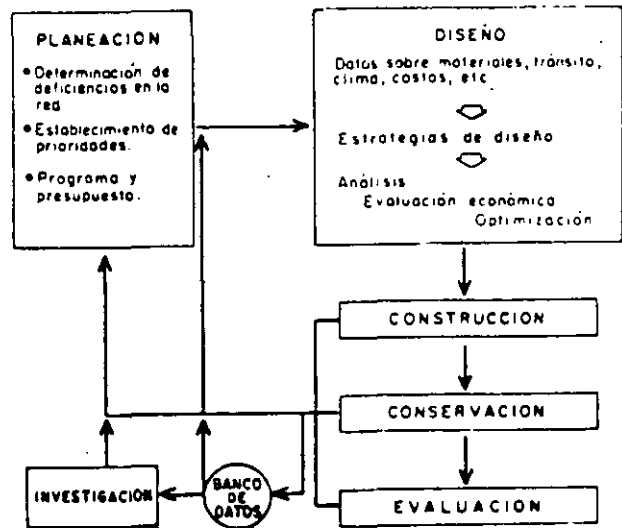 PLANEACION
• Determinación de
deficiencias en la
red
• Establecimiento de
prioridades.
• Programa y
presupuesto.
DISEÑO
Datos sobre materiales, tránsito,
clima, costos, etc
Estrategias de diseño
Análisis
Evaluación económica
Optimización
CONSTRUCCION
CONSERVACION
EVALUACION
BANCO
DE
DATOS
INVESTIGACION